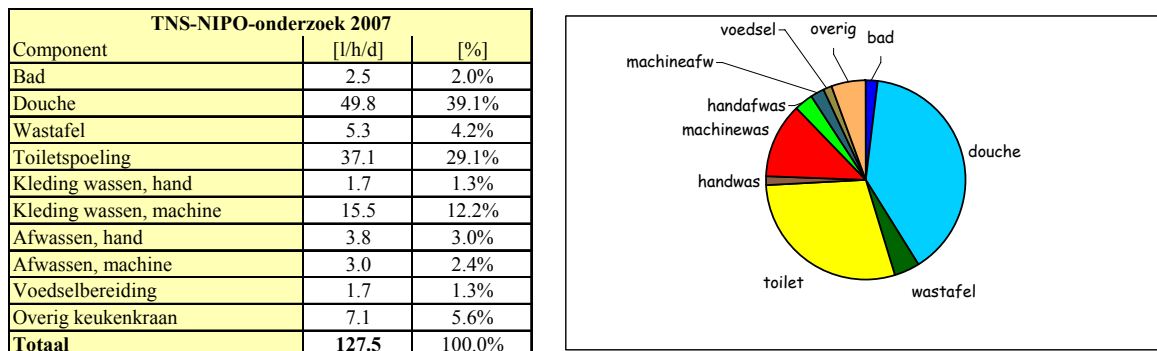 TNS-NIPO-onderzoek 2007
Component [l/h/d] [%]
Bad 2.5 2.0%
Douche 49.8 39.1%
Wastafel 5.3 4.2%
Toiletspoeling 37.1 29.1%
Kleding wassen, hand 1.7 1.3%
Kleding wassen, machine 15.5 12.2%
Afwassen, hand 3.8 3.0%
Afwassen, machine 3.0 2.4%
Voedselbereiding 1.7 1.3%
Overig keukenkraan 7.1 5.6%
Totaal 127.5 100.0%
voedsel
overig
bad
machineafw
handafwas
machinewas
douche
handwas
toilet
wastafel